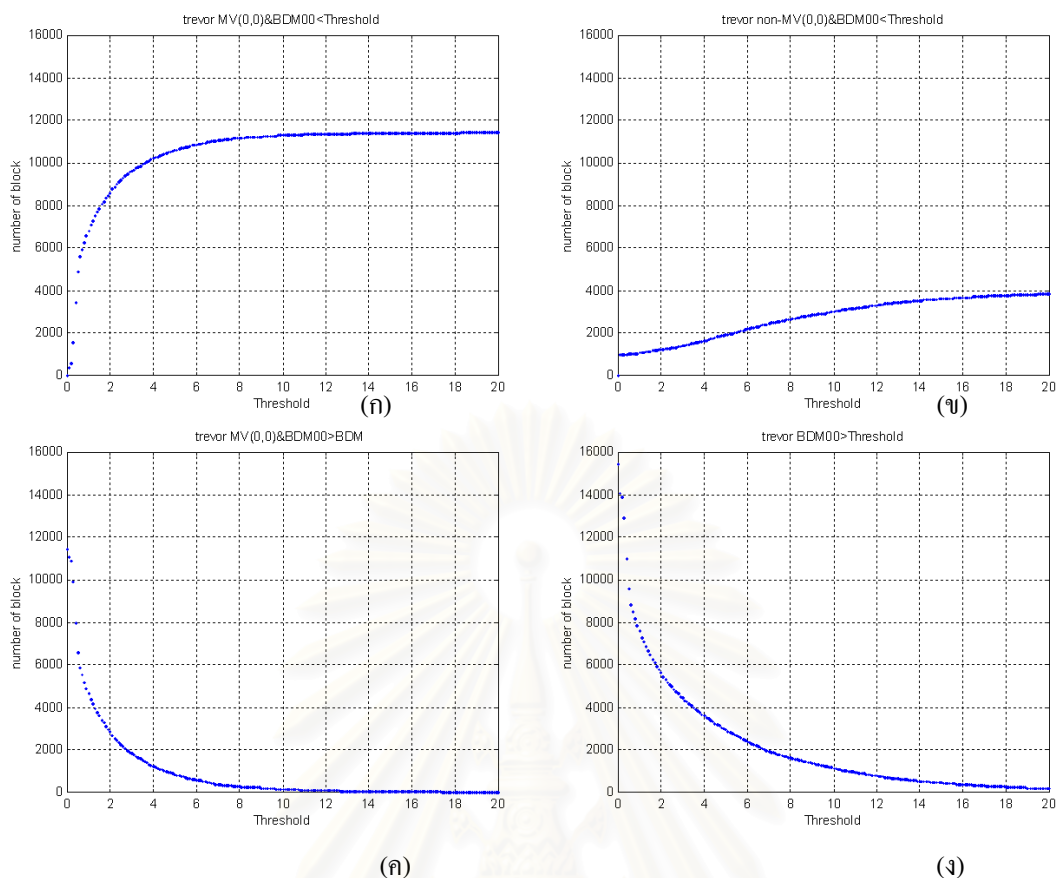 trevor MV(0,0)&BDM00<Threshold
16000
14000
12000
10000
8000
6000
4000
2000
0
number of block
0 2 4 6 8 10 12 14 16 18 20
Threshold
(ก)
trevor non-MV(0,0)&BDM00<Threshold
16000
14000
12000
10000
8000
6000
4000
2000
0
number of block
0 2 4 6 8 10 12 14 16 18 20
Threshold
(ข)
trevor MV(0,0)&BDM00>BDM
16000
14000
12000
10000
8000
6000
4000
2000
0
number of block
0 2 4 6 8 10 12 14 16 18 20
Threshold
(ค)
trevor BDM00>Threshold
16000
14000
12000
10000
8000
6000
4000
2000
0
number of block
0 2 4 6 8 10 12 14 16 18 20
Threshold
(ง)